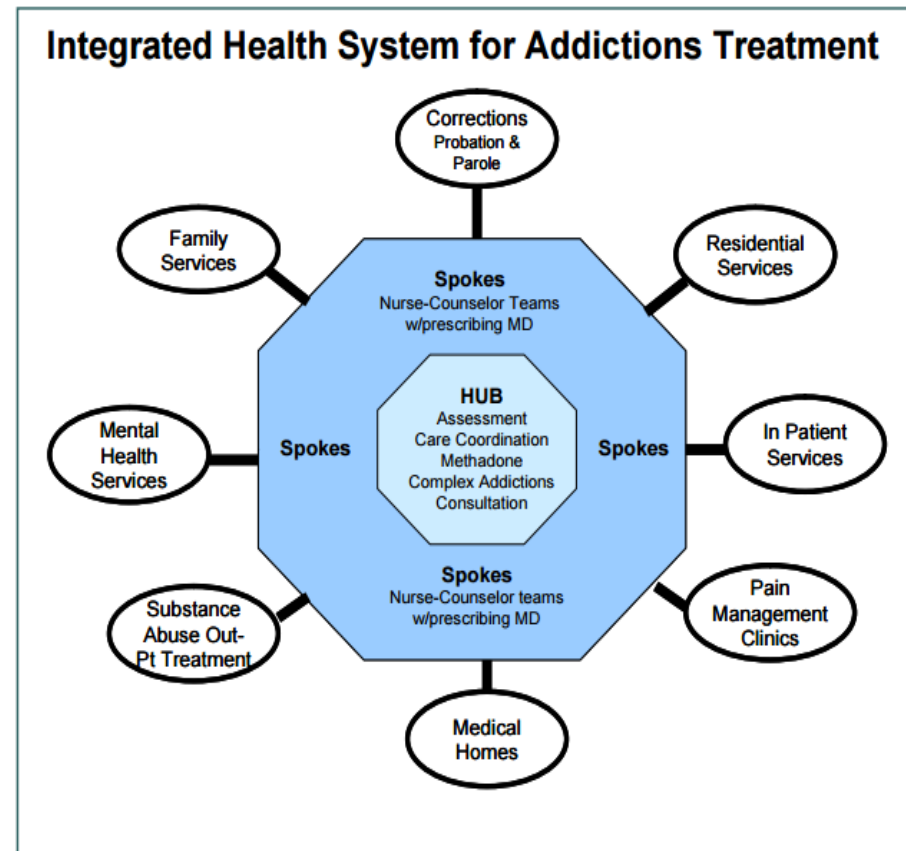 Integrated Health System for Addictions Treatment
Corrections
Probation &
Parole
Family
Services
Residential
Services
Spokes
Nurse-Counselor Teams
w/prescribing MD
HUB
Assessment
Care Coordination
Methadone
Complex Addictions
Consultation
Mental
Health
Services
Spokes
Spokes
In Patient
Services
Spokes
Nurse-Counselor teams
w/prescribing MD
Substance
Abuse Out-
Pt Treatment
Pain
Management
Clinics
Medical
Homes